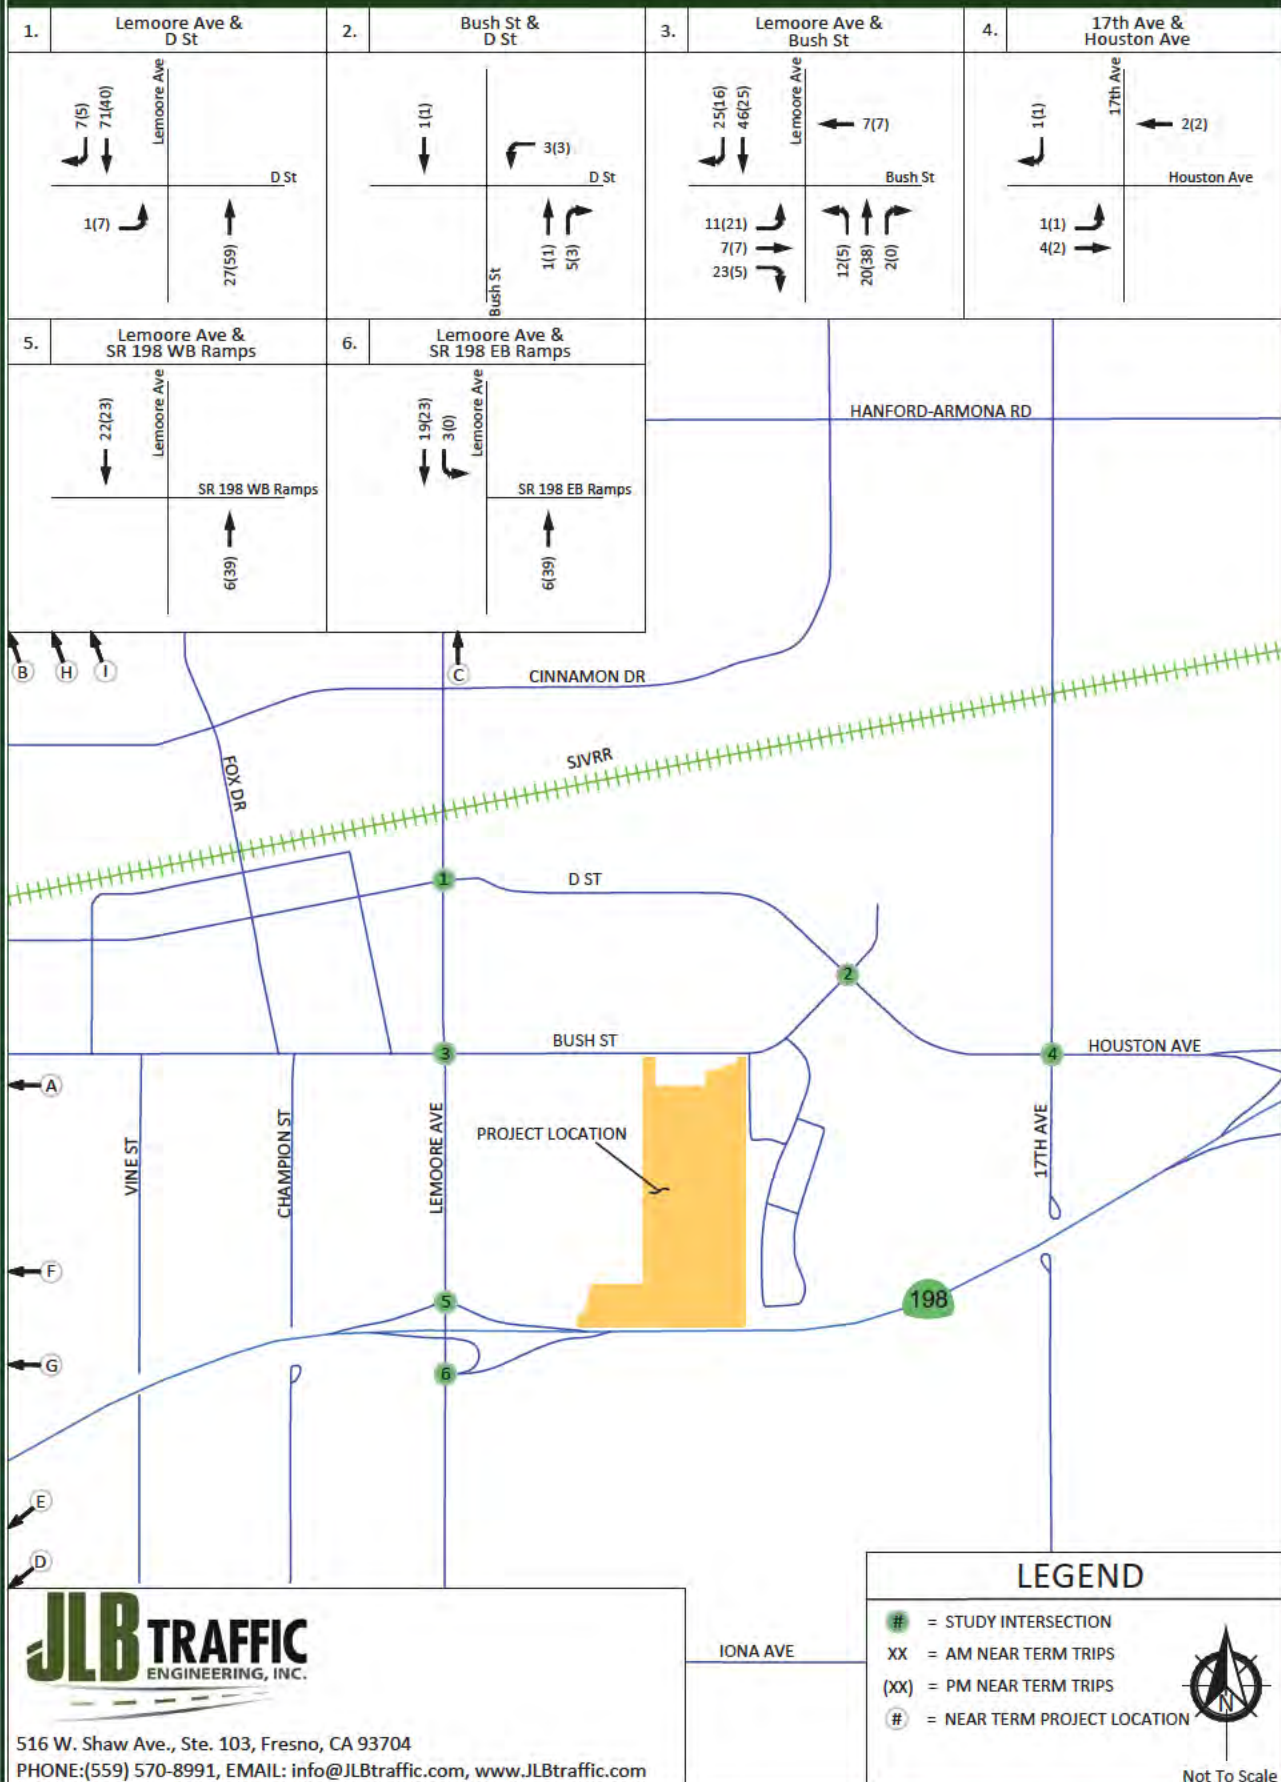 1.
Lemoore Ave &
D St
2.
Bush St &
D St
3.
Lemoore Ave &
Bush St
4.
17th Ave &
Houston Ave
7(5)
71(40)
Lemoore Ave
D St
1(7)
27(59)
1(1)
3(3)
D St
1(1)
5(3)
Bush St
25(16)
46(25)
Lemoore Ave
7(7)
Bush St
11(21)
7(7)
23(5)
12(5)
20(38)
2(0)
1(1)
17th Ave
2(2)
Houston Ave
1(1)
4(2)
5.
Lemoore Ave &
SR 198 WB Ramps
6.
Lemoore Ave &
SR 198 EB Ramps
22(23)
Lemoore Ave
SR 198 WB Ramps
6(39)
19(23)
3(0)
Lemoore Ave
SR 198 EB Ramps
6(39)
HANFORD-ARMONA RD
B
H
I
C
CINNAMON DR
SJVRR
FOX DR
1
D ST
2
3
BUSH ST
4
HOUSTON AVE
A
VINE ST
CHAMPION ST
LEMOORE AVE
PROJECT LOCATION
17TH AVE
F
5
198
G
6
E
D
JLB TRAFFIC
ENGINEERING, INC.
516 W. Shaw Ave., Ste. 103, Fresno, CA 93704
PHONE:(559) 570-8991, EMAIL: info@JLBtraffic.com, www.JLBtraffic.com
IONA AVE
LEGEND
# = STUDY INTERSECTION
XX = AM NEAR TERM TRIPS
(XX) = PM NEAR TERM TRIPS
# = NEAR TERM PROJECT LOCATION
N
Not To Scale